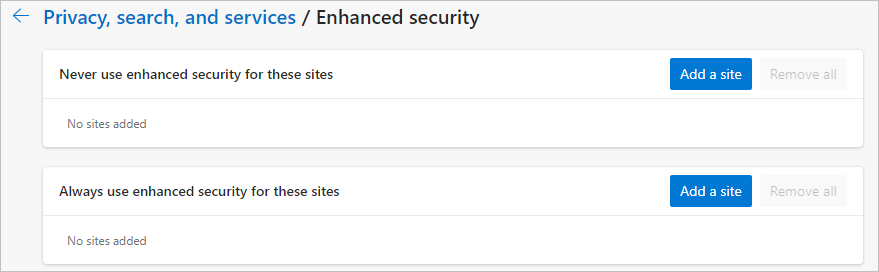 Privacy, search, and services / Enhanced security
Never use enhanced security for these sites Add a site Remove all
No sites added
Always use enhanced security for these sites Add a site Remove all
No sites added